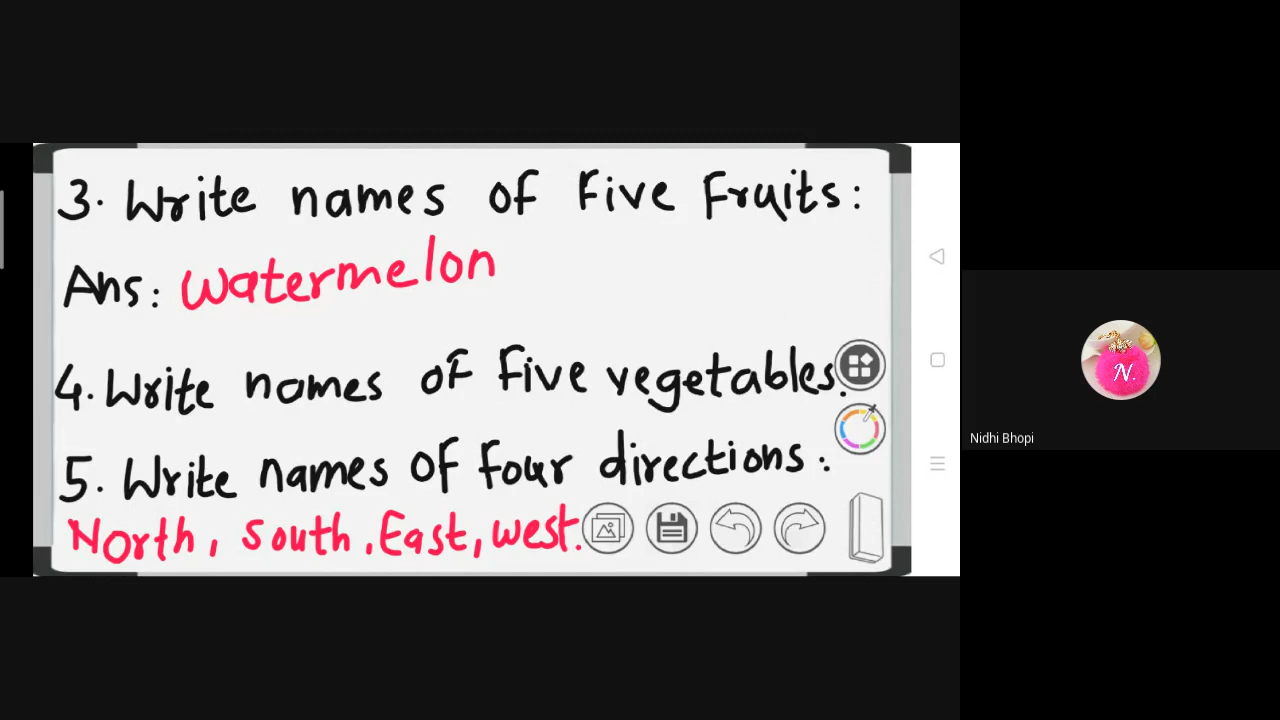 3. Write names of Five Fruits:
Ans: Watermelon
4. Write names of five vegetables.
5. Write names of four directions:
North, South, East, west.
N.
Nidhi Bhopi